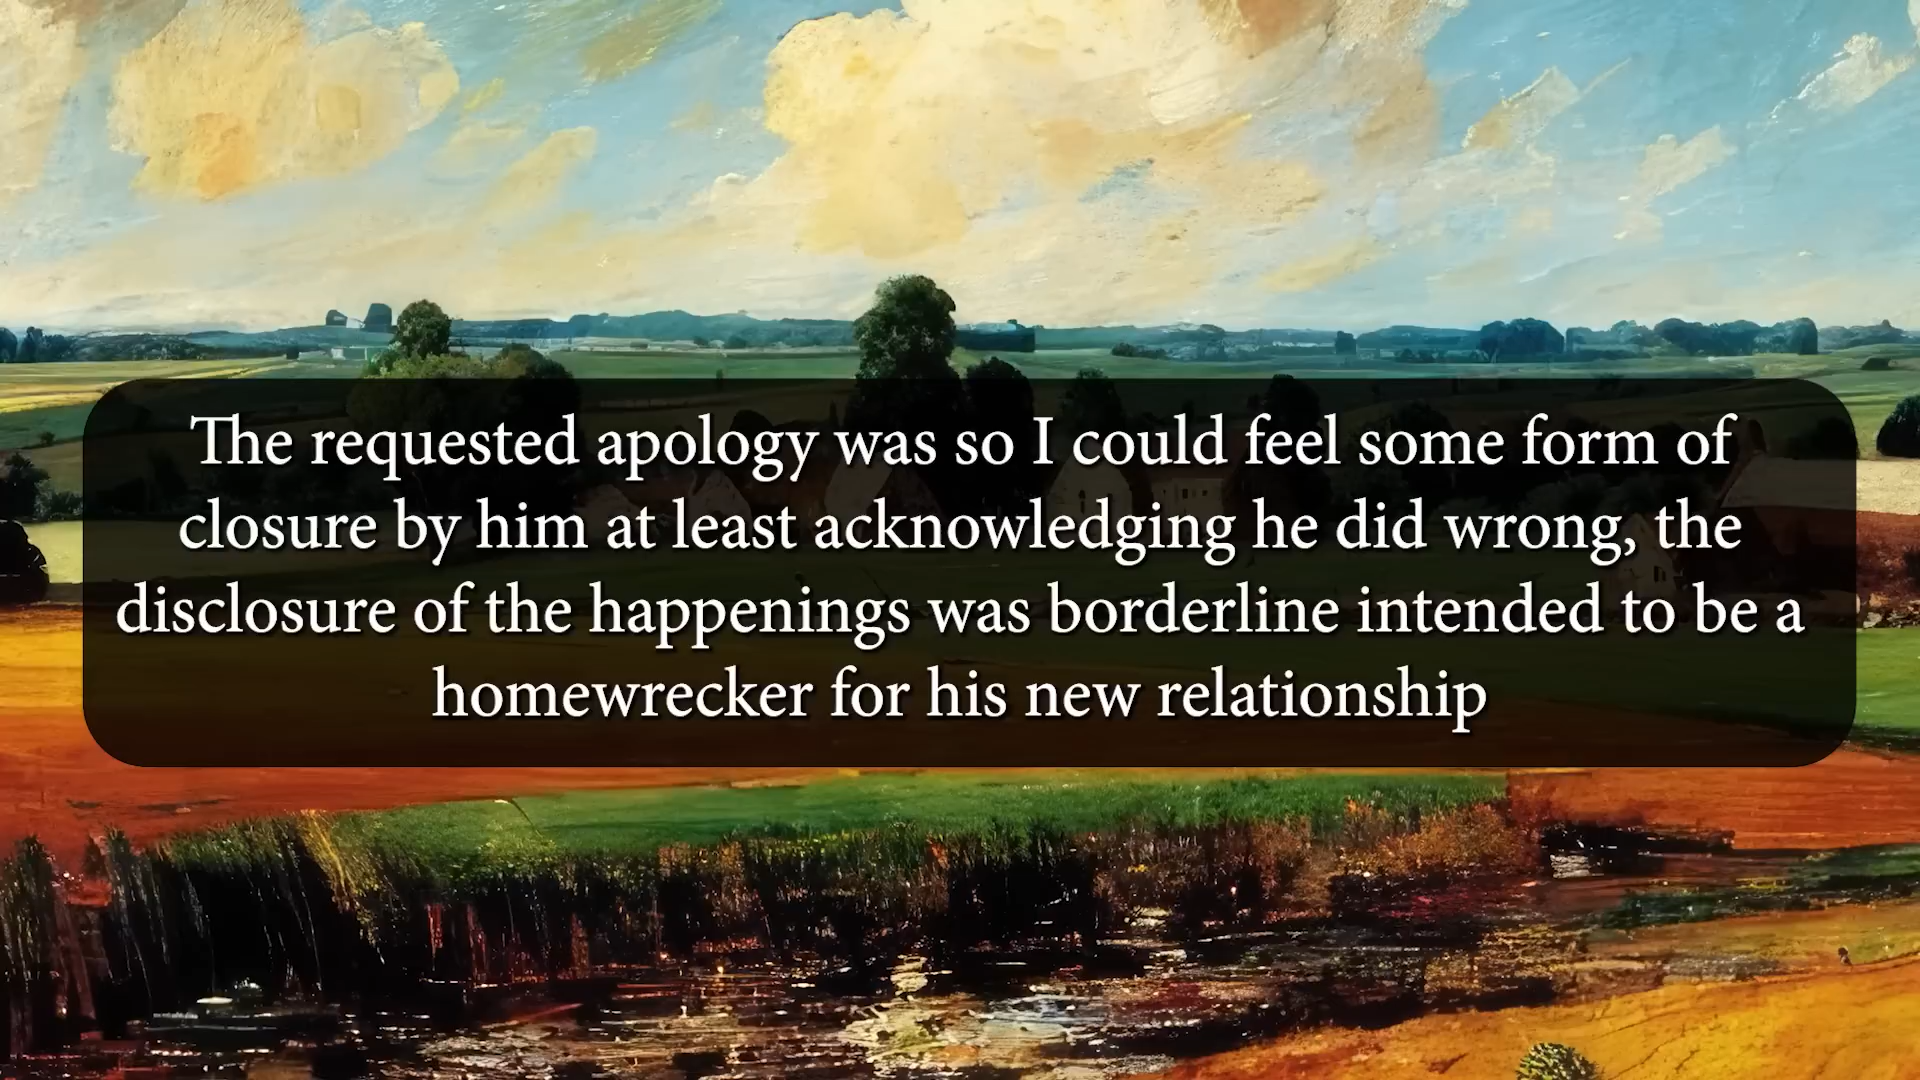 The requested apology was so I could feel some form of
closure by him at least acknowledging he did wrong, the
disclosure of the happenings was borderline intended to be a
homewrecker for his new relationship